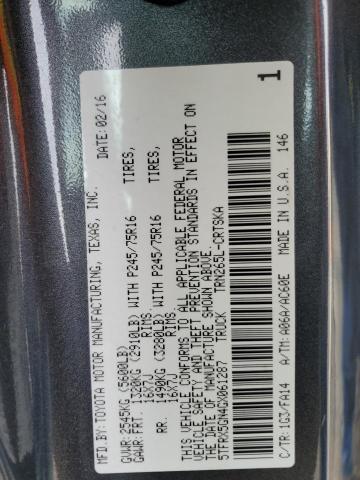 MFD.BY:TOYOTA MOTOR MANUFACTURING, TEXAS, INC. 02/16
GVWR:2545KG(5600LB)
GAWR:FRT. 1320KG(2910LB) WITH P245/75R16 TIRES,
16X7J RIMS
RR. 1490KG(3280LB) WITH P245/75R16 TIRES,
16X7J RIMS
THIS VEHICLE CONFORMS TO ALL APPLICABLE FEDERAL MOTOR
VEHICLE SAFETY AND THEFT PREVENTION STANDARDS IN EFFECT ON
THE DATE OF MANUFACTURE SHOWN ABOVE.
5TFRX5GN4GX061287 TRUCK TRN265L-CRTSKA
C/TR:1G3/FA14 A/TM:A06A/AC60E MADE IN U.S.A. 146
1